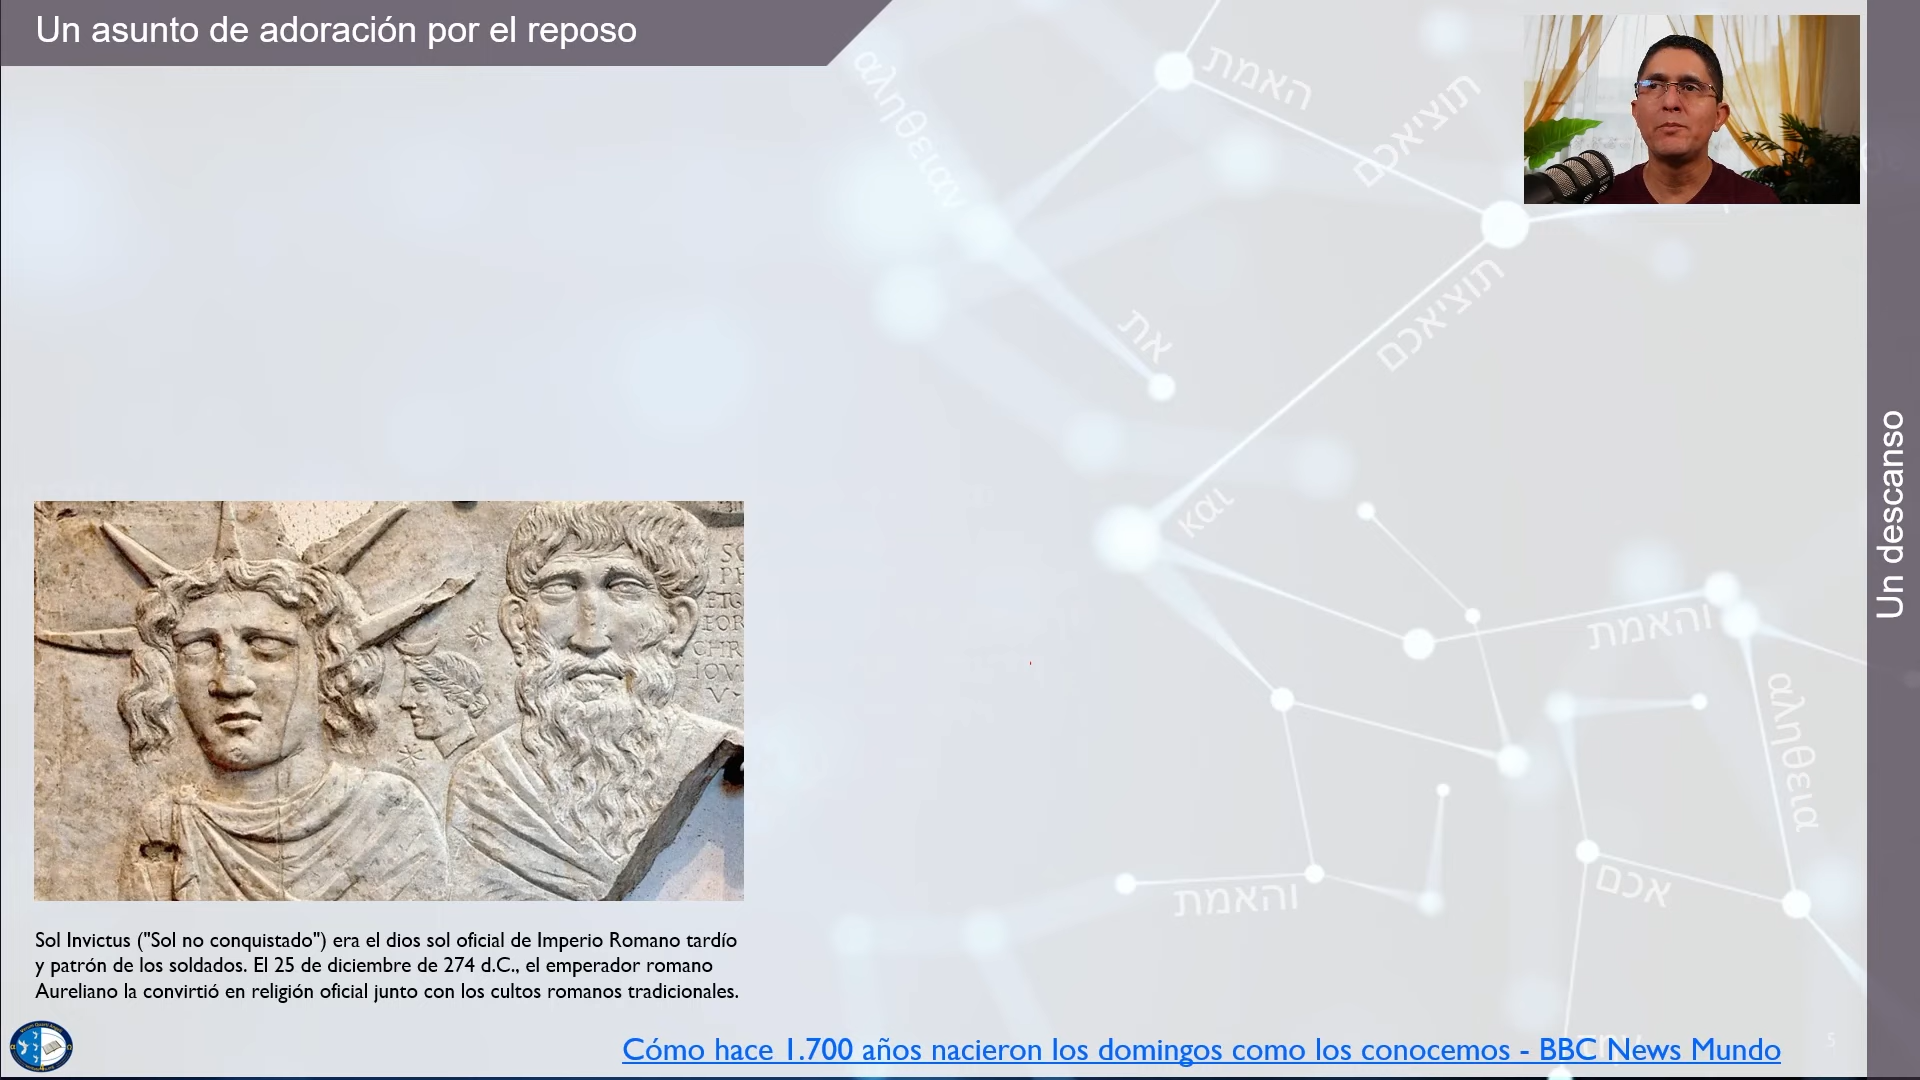 Un asunto de adoración por el reposo
האמת
תוציאכם
αληθειαν
תוציאכם
את
και
Un descanso
והאמת
αληθεια
אכם
והאמת
Sol Invictus ("Sol no conquistado") era el dios sol oficial de Imperio Romano tardío
y patrón de los soldados. El 25 de diciembre de 274 d.C., el emperador romano
Aureliano la convirtió en religión oficial junto con los cultos romanos tradicionales.
Cómo hace 1.700 años nacieron los domingos como los conocemos - BBC News Mundo
5